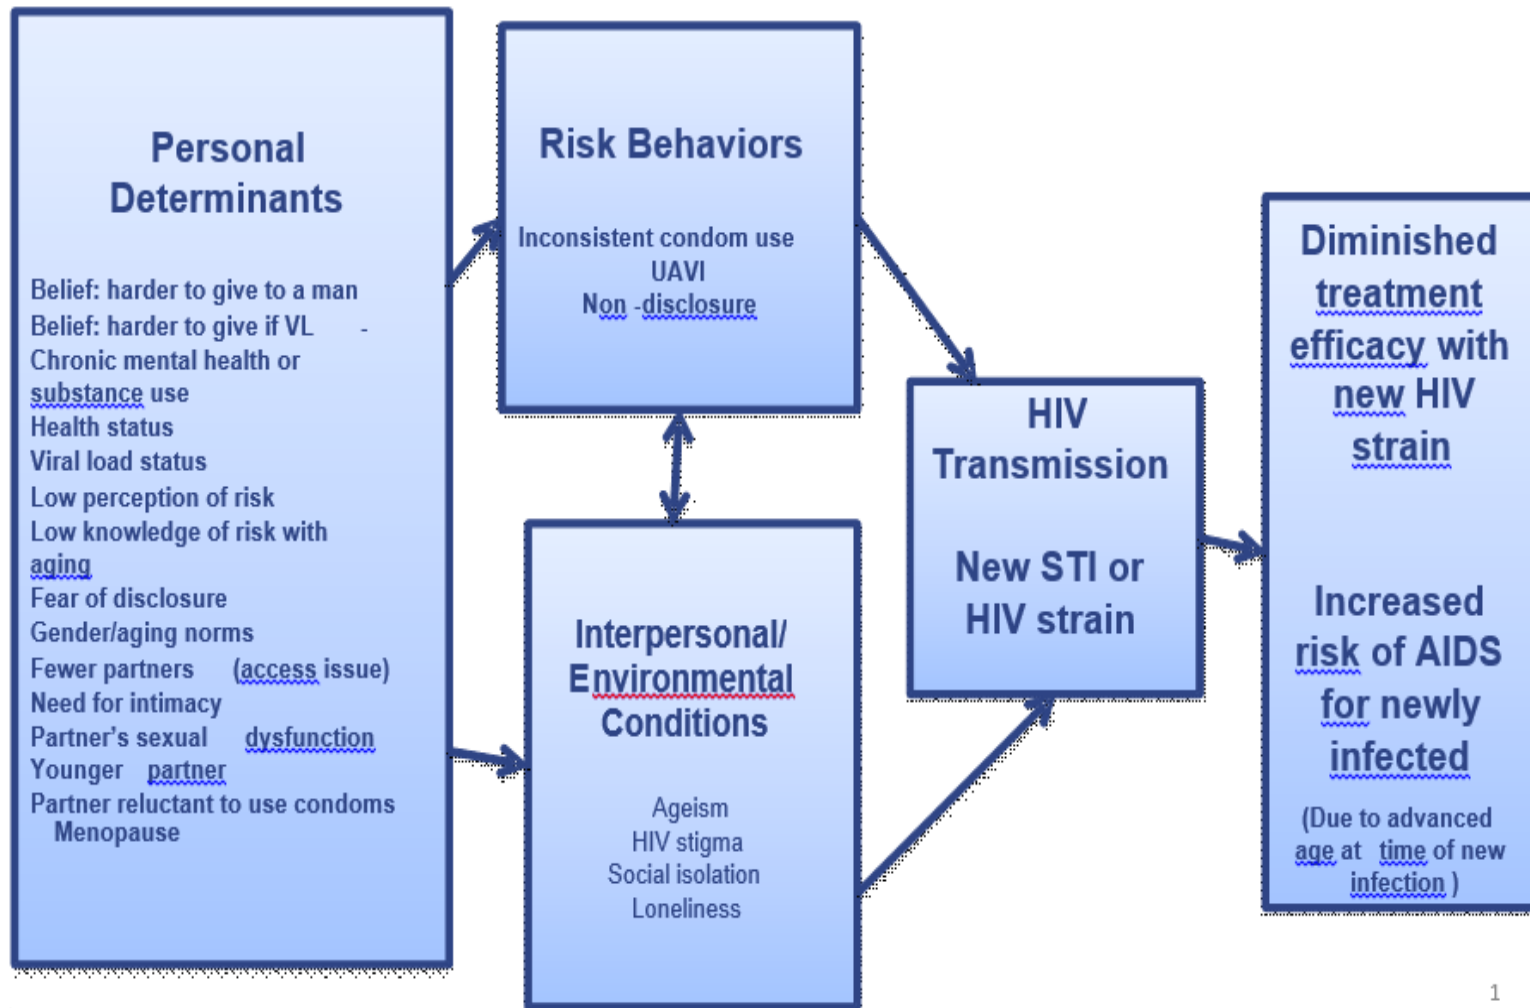 Personal
Determinants
Belief: harder to give to a man
Belief: harder to give if VL -
Chronic mental health or
substance use
Health status
Viral load status
Low perception of risk
Low knowledge of risk with
aging
Fear of disclosure
Gender/aging norms
Fewer partners (access issue)
Need for intimacy
Partner’s sexual dysfunction
Younger partner
Partner reluctant to use condoms
Menopause
Risk Behaviors
Inconsistent condom use
UAVI
Non -disclosure
Interpersonal/
Environmental
Conditions
Ageism
HIV stigma
Social isolation
Loneliness
HIV
Transmission
New STI or
HIV strain
Diminished
treatment
efficacy with
new HIV
strain
Increased
risk of AIDS
for newly
infected
(Due to advanced
age at time of new
infection )
1